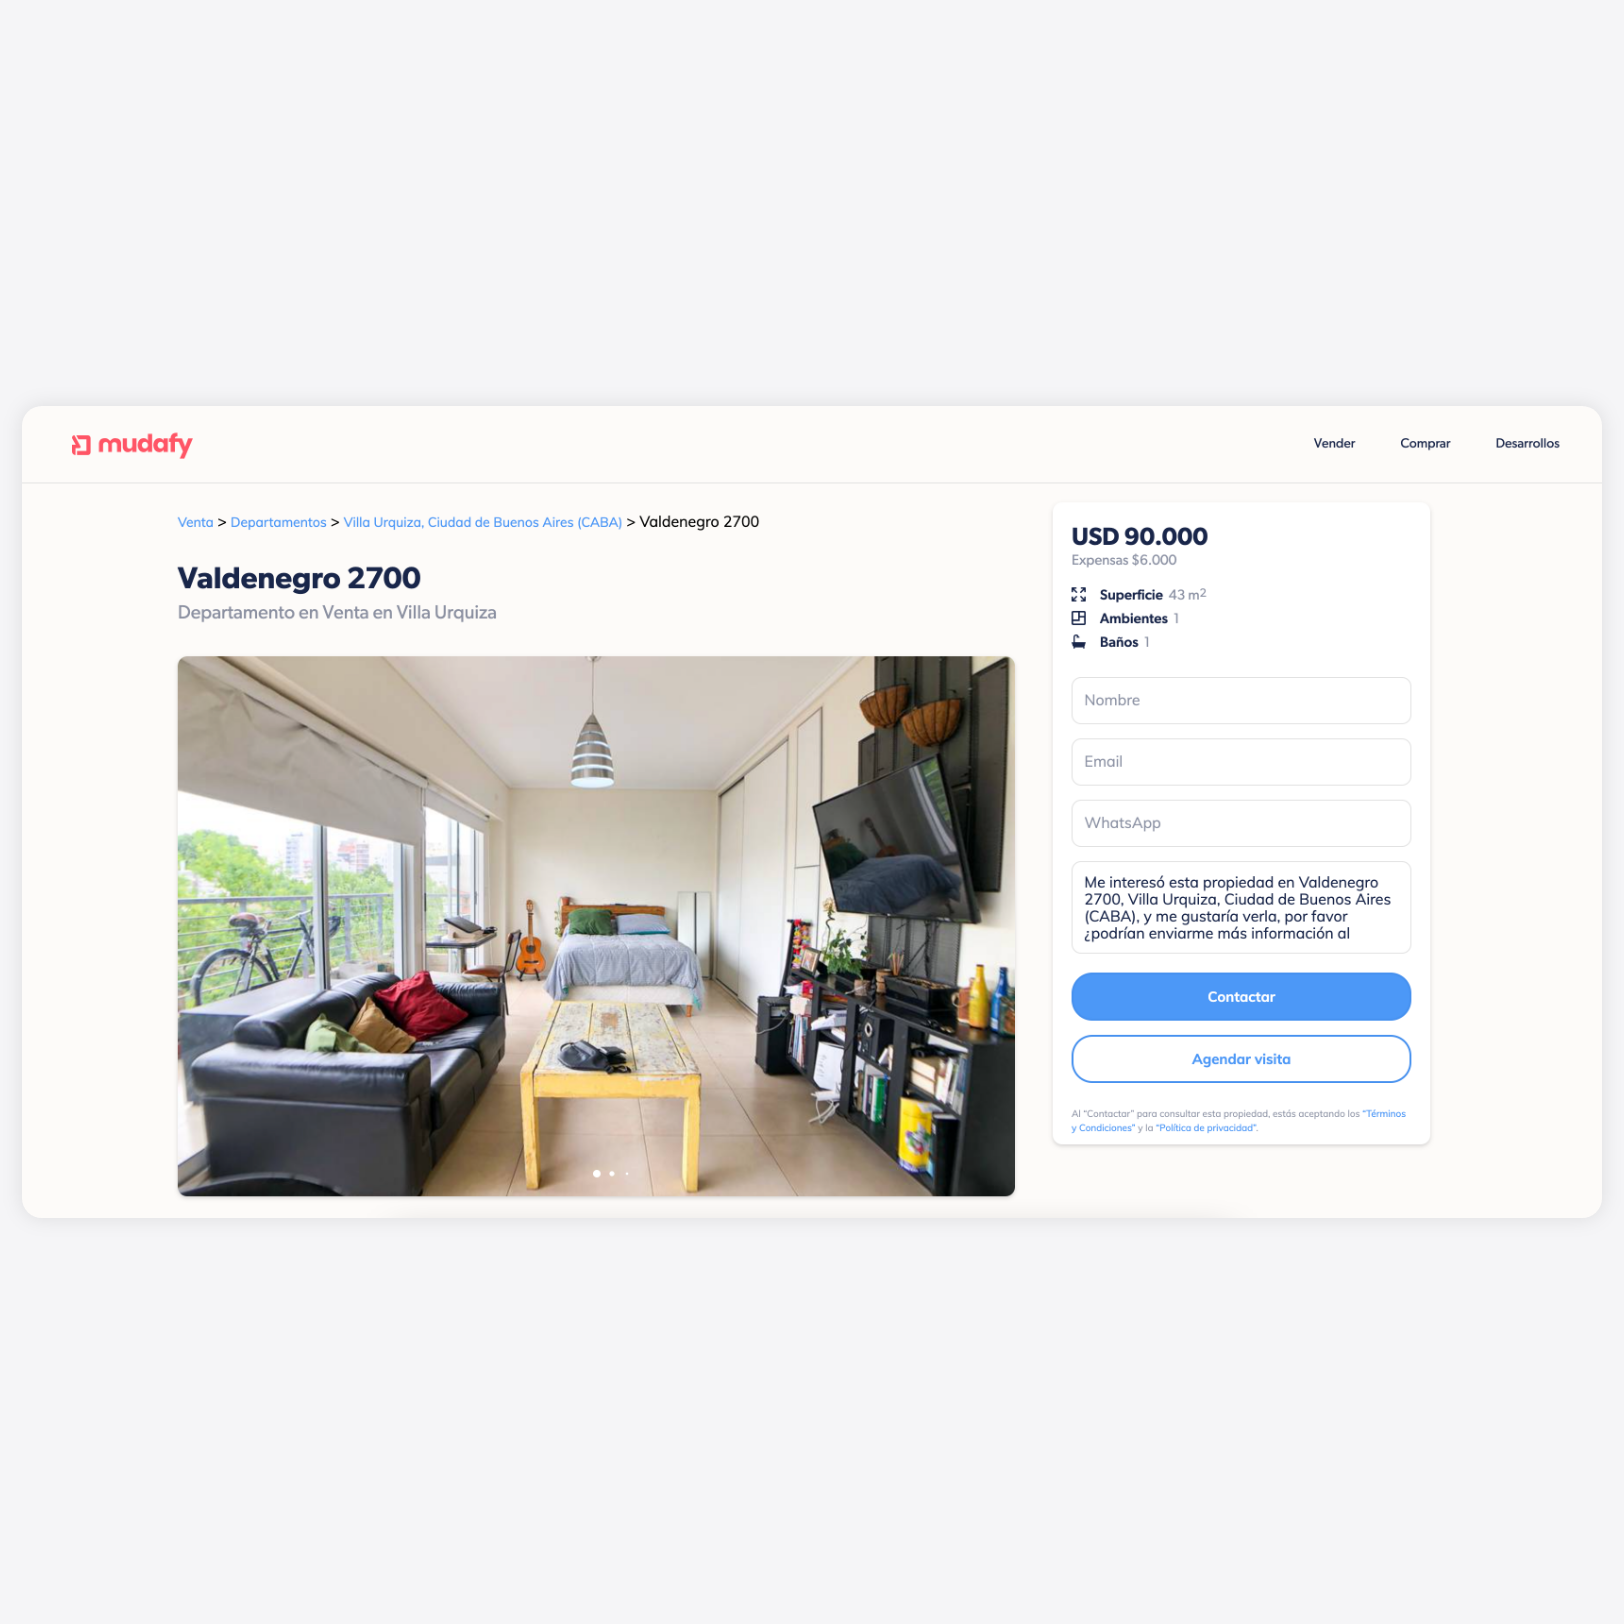 mudafy
Vender Comprar Desarrollos
Venta > Departamentos > Villa Urquiza, Ciudad de Buenos Aires (CABA) > Valdenegro 2700
Valdenegro 2700
Departamento en Venta en Villa Urquiza
USD 90.000
Expensas $6.000
Superficie 43 m2
Ambientes 1
Baños 1
Nombre
Email
WhatsApp
Me interesó esta propiedad en Valdenegro
2700, Villa Urquiza, Ciudad de Buenos Aires
(CABA), y me gustaría verla, por favor
¿podrían enviarme más información al
Contactar
Agendar visita
Al “Contactar” para consultar esta propiedad, estás aceptando los “Términos
y Condiciones” y la “Política de privacidad”.